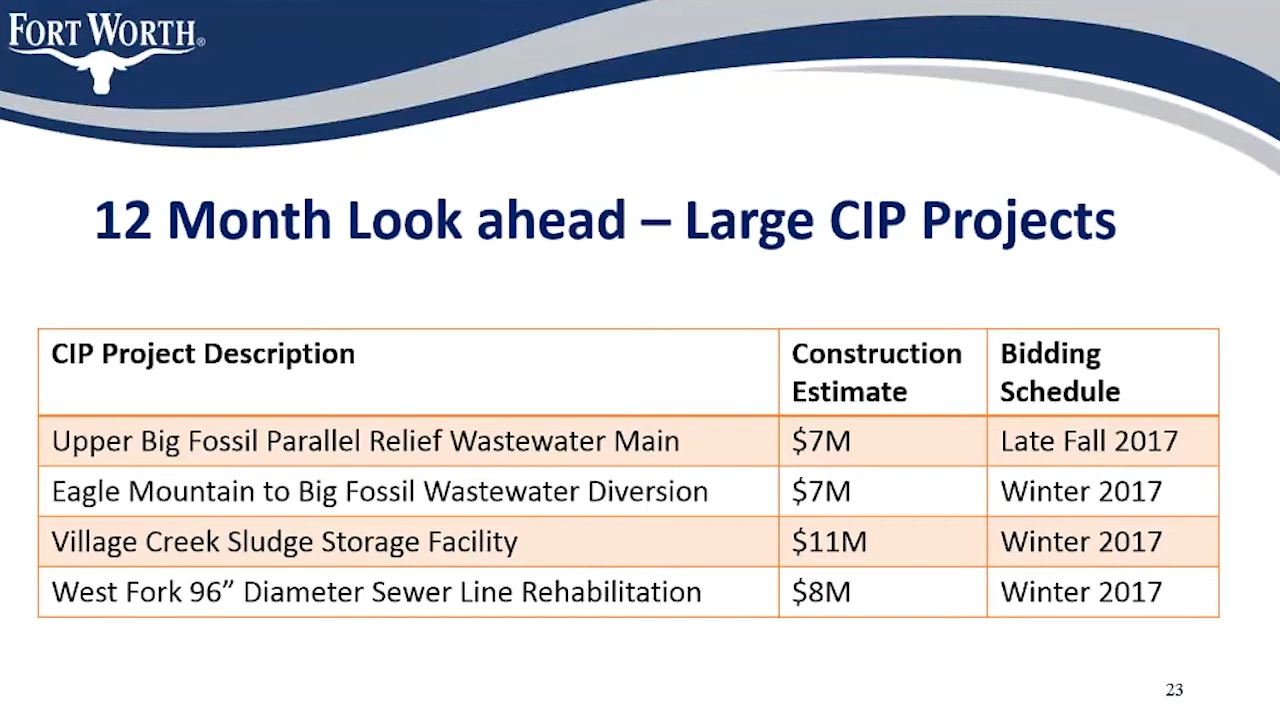 FORT WORTH®
12 Month Look ahead – Large CIP Projects
CIP Project Description
Construction Estimate
Bidding Schedule
Upper Big Fossil Parallel Relief Wastewater Main $7M Late Fall 2017
Eagle Mountain to Big Fossil Wastewater Diversion $7M Winter 2017
Village Creek Sludge Storage Facility $11M Winter 2017
West Fork 96” Diameter Sewer Line Rehabilitation $8M Winter 2017
23